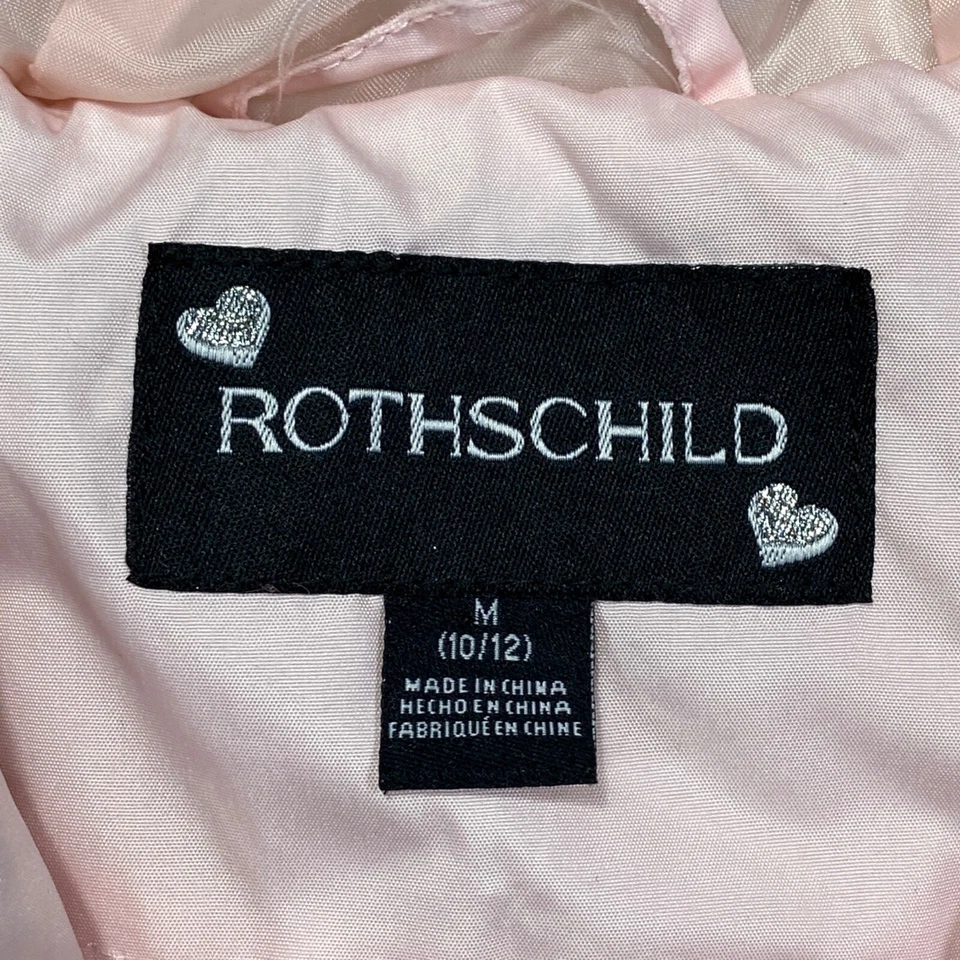 ROTHSCHILD
M
(10/12)
MADE IN CHINA
HECHO EN CHINA
FABRIQUÉ EN CHINE